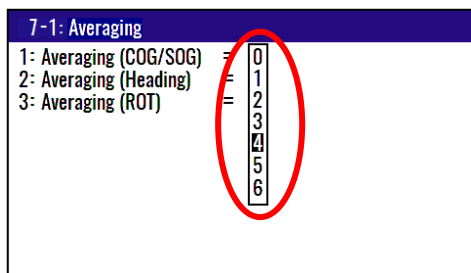 7-1: Averaging
1: Averaging (COG/SOG) = 0
2: Averaging (Heading) = 1
3: Averaging (ROT) = 2
3
4
5
6